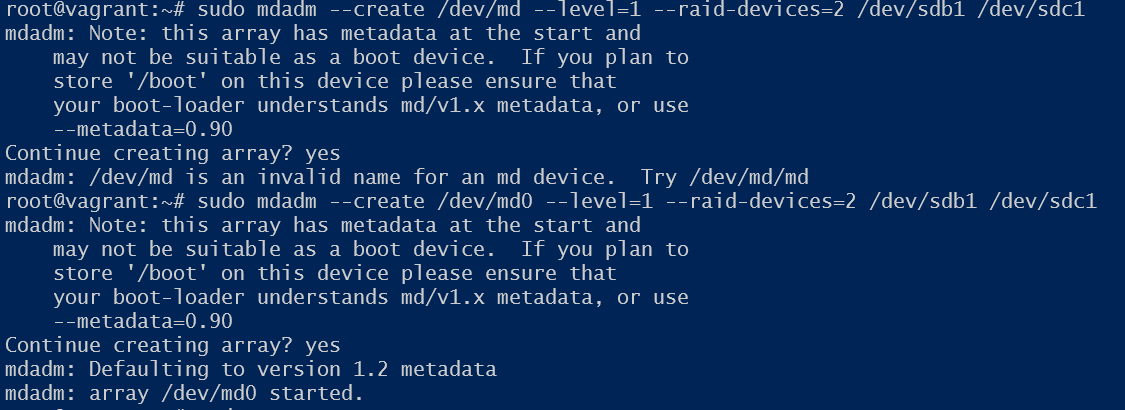 root@vagrant:~# sudo mdadm --create /dev/md --level=1 --raid-devices=2 /dev/sdb1 /dev/sdc1
mdadm: Note: this array has metadata at the start and
    may not be suitable as a boot device.  If you plan to
    store '/boot' on this device please ensure that
    your boot-loader understands md/v1.x metadata, or use
    --metadata=0.90
Continue creating array? yes
mdadm: /dev/md is an invalid name for an md device.  Try /dev/md/md
root@vagrant:~# sudo mdadm --create /dev/md0 --level=1 --raid-devices=2 /dev/sdb1 /dev/sdc1
mdadm: Note: this array has metadata at the start and
    may not be suitable as a boot device.  If you plan to
    store '/boot' on this device please ensure that
    your boot-loader understands md/v1.x metadata, or use
    --metadata=0.90
Continue creating array? yes
mdadm: Defaulting to version 1.2 metadata
mdadm: array /dev/md0 started.